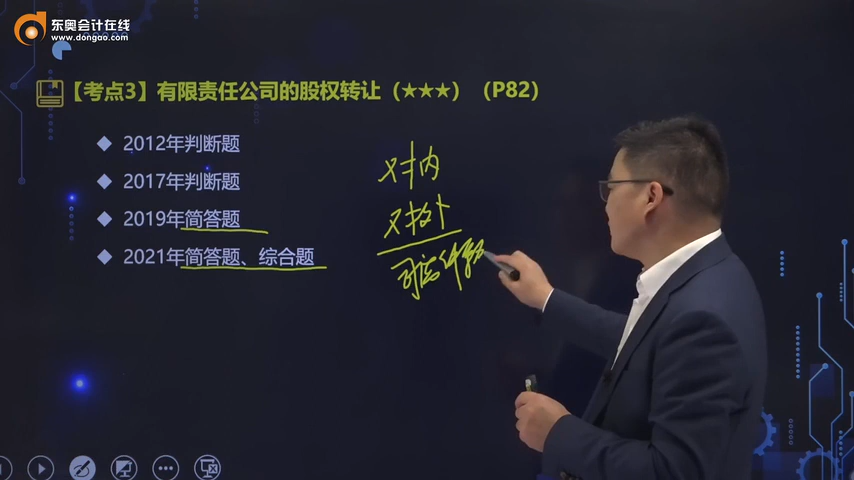 东奥会计在线
www.dongao.com
【考点3】有限责任公司的股权转让（★★★）（P82）
◆ 2012年判断题
◆ 2017年判断题
◆ 2019年简答题
◆ 2021年简答题、综合题
对内
对外